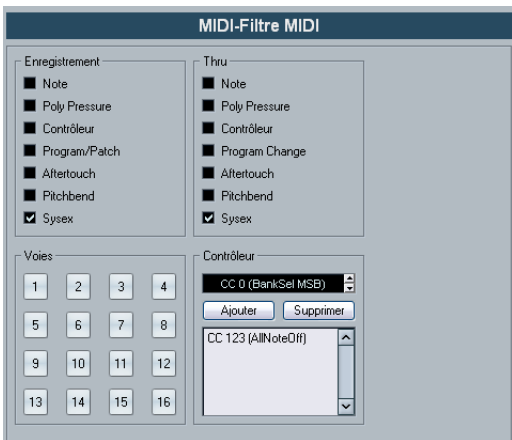 MIDI-Filtre MIDI
Enregistrement
Note
Poly Pressure
Contrôleur
Program/Patch
Aftertouch
Pitchbend
Sysex
Thru
Note
Poly Pressure
Contrôleur
Program Change
Aftertouch
Pitchbend
Sysex
Voies
1 2 3 4
5 6 7 8
9 10 11 12
13 14 15 16
Contrôleur
CC 0 (BankSel MSB)
Ajouter Supprimer
CC 123 (AllNoteOff)